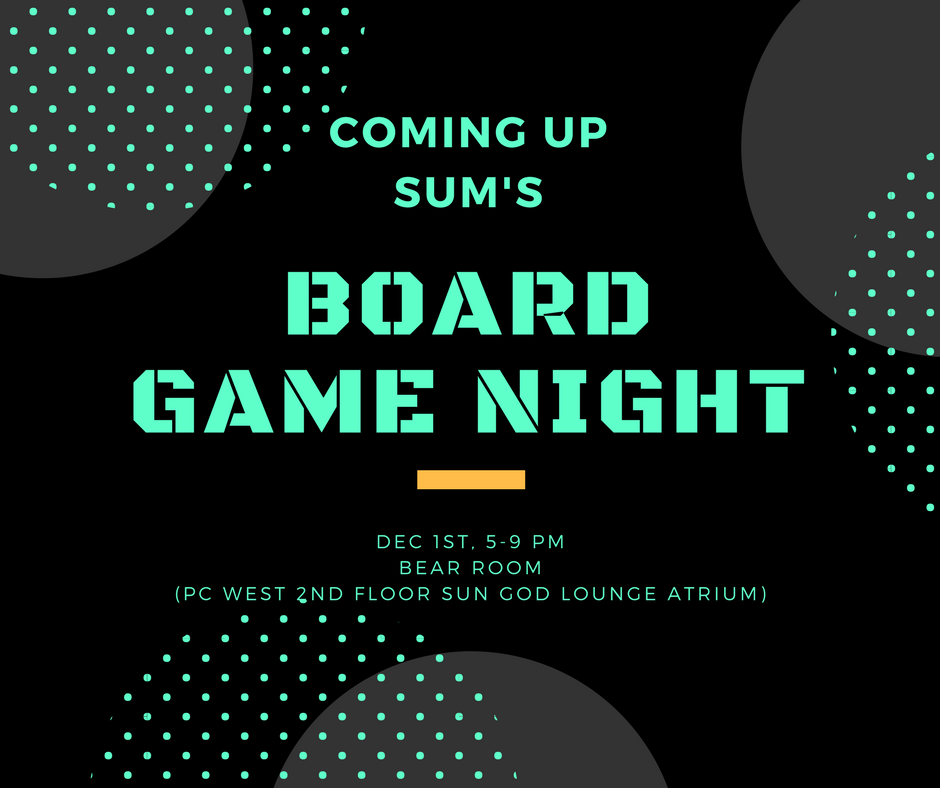 COMING UP
SUM'S
BOARD
GAME NIGHT
DEC 1ST, 5-9 PM
BEAR ROOM
(PC WEST 2ND FLOOR SUN GOD LOUNGE ATRIUM)